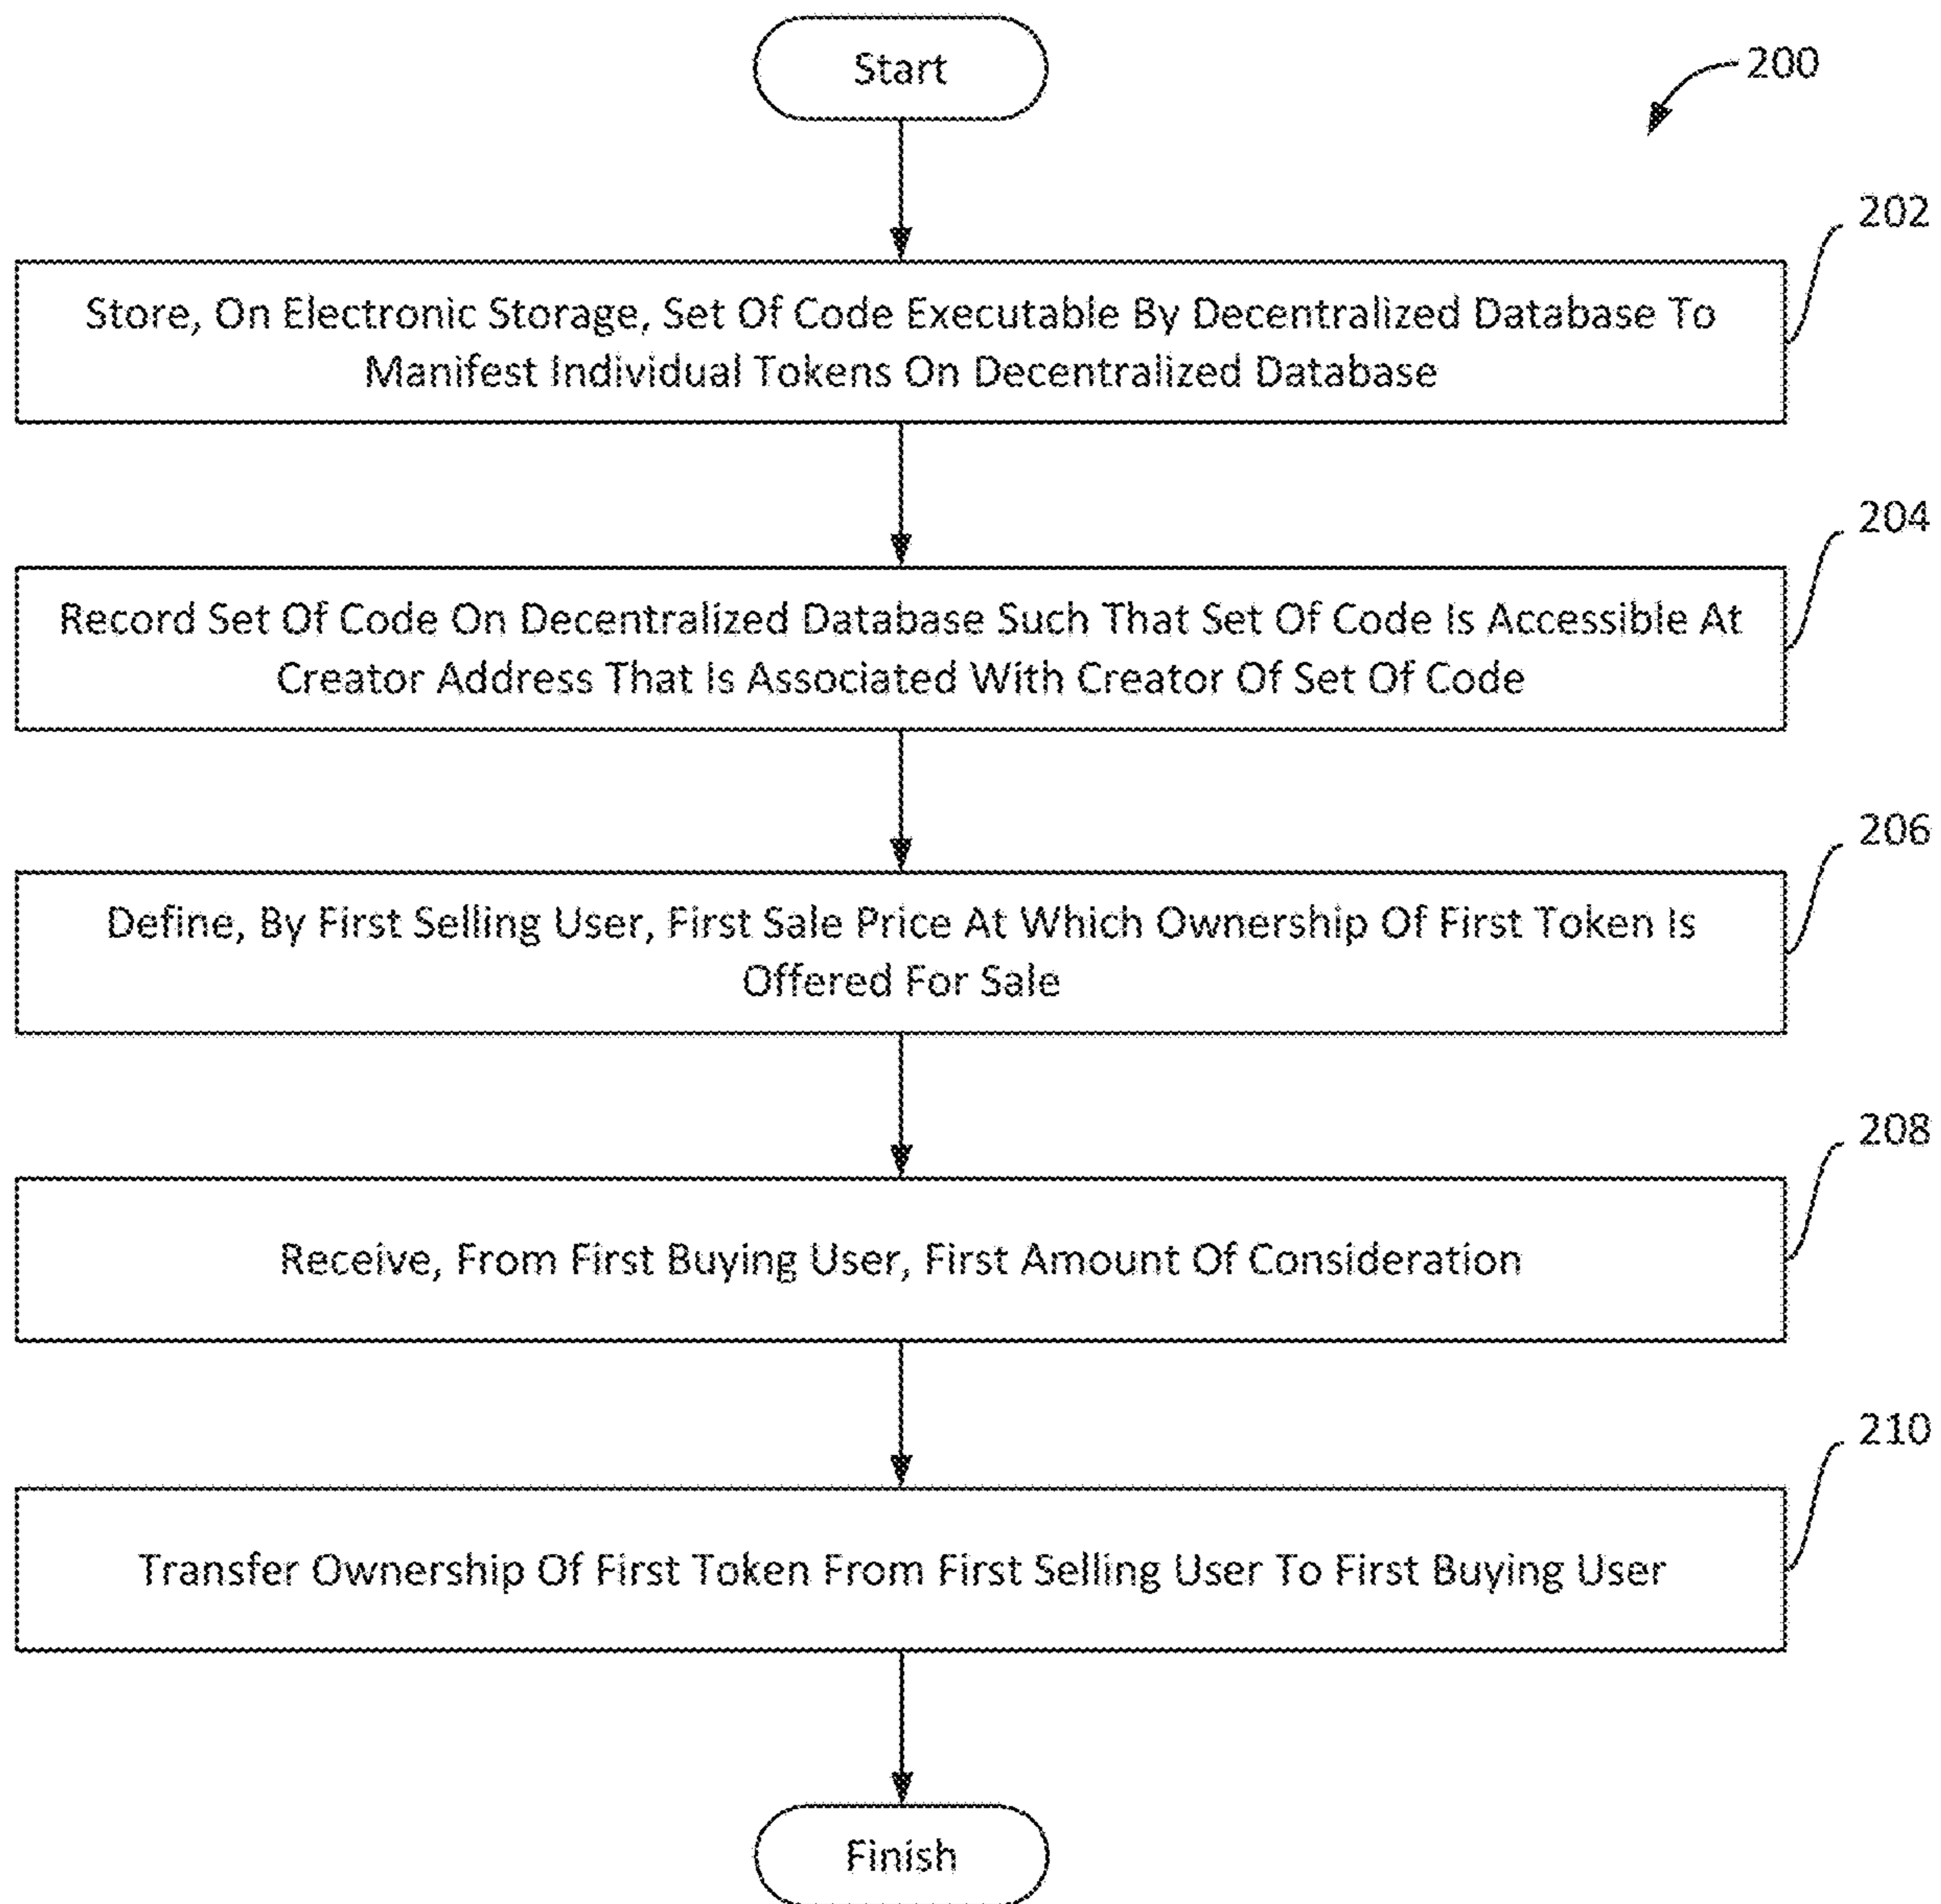 Start
200
202
Store, On Electronic Storage, Set Of Code Executable By Decentralized Database To
Manifest Individual Tokens On Decentralized Database
204
Record Set Of Code On Decentralized Database Such That Set Of Code Is Accessible At
Creator Address That Is Associated With Creator Of Set Of Code
206
Define, By First Selling User, First Sale Price At Which Ownership Of First Token Is
Offered For Sale
208
Receive, From First Buying User, First Amount Of Consideration
210
Transfer Ownership Of First Token From First Selling User To First Buying User
Finish